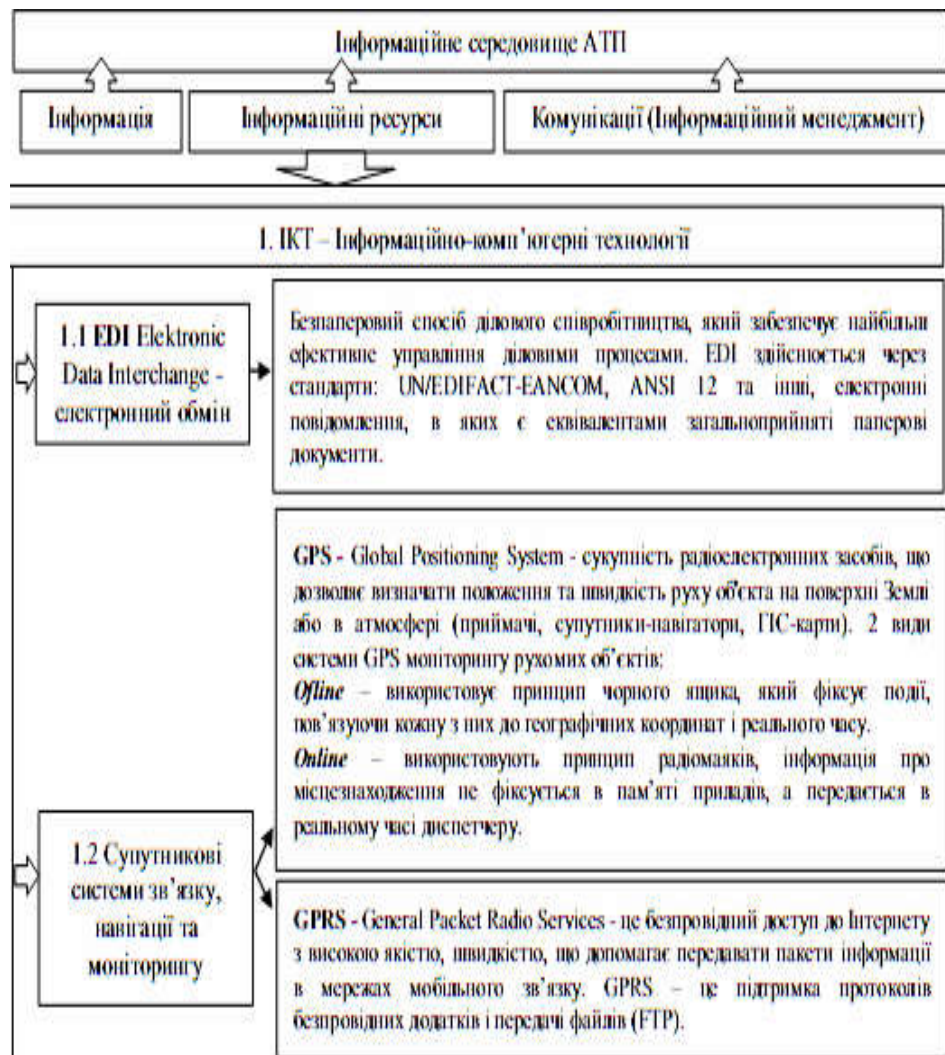 Інформаційне середовище АТП
Інформація
Інформаційні ресурси
Комунікації (Інформаційний менеджмент)
1. ІКТ – Інформаційно-комп’ютерні технології
1.1 EDI Elektronic
Data Interchange -
електронний обмін
Безпаперовий спосіб ділового співробітництва, який забезпечує найбільш
ефективне управління діловими процесами. EDI здійснюється через
стандарти: UN/EDIFACT-EANCOM, ANSI 12 та інші, електронні
повідомлення, в яких є еквівалентами загальноприйняті паперові
документи.
GPS - Global Positioning System - сукупність радіоелектронних засобів, що
дозволяє визначати положення та швидкість руху об'єкта на поверхні Землі
або в атмосфері (приймачі, супутники-навігатори, ГІС-карти). 2 види
системи GPS моніторингу рухомих об’єктів:
Ofline – використовує принцип чорного ящика, який фіксує події,
пов’язуючи кожну з них до географічних координат і реального часу.
Online – використовують принцип радіомаяків, інформація про
місцезнаходження не фіксується в пам’яті приладів, а передається в
реальному часі диспетчеру.
1.2 Супутникові
системи зв’язку,
навігації та
моніторингу
GPRS - General Packet Radio Services - це безпровідний доступ до Інтернету
з високою якістю, швидкістю, що допомагає передавати пакети інформації
в мережах мобільного зв’язку. GPRS – це підтримка протоколів
безпровідних додатків і передачі файлів (FTP).